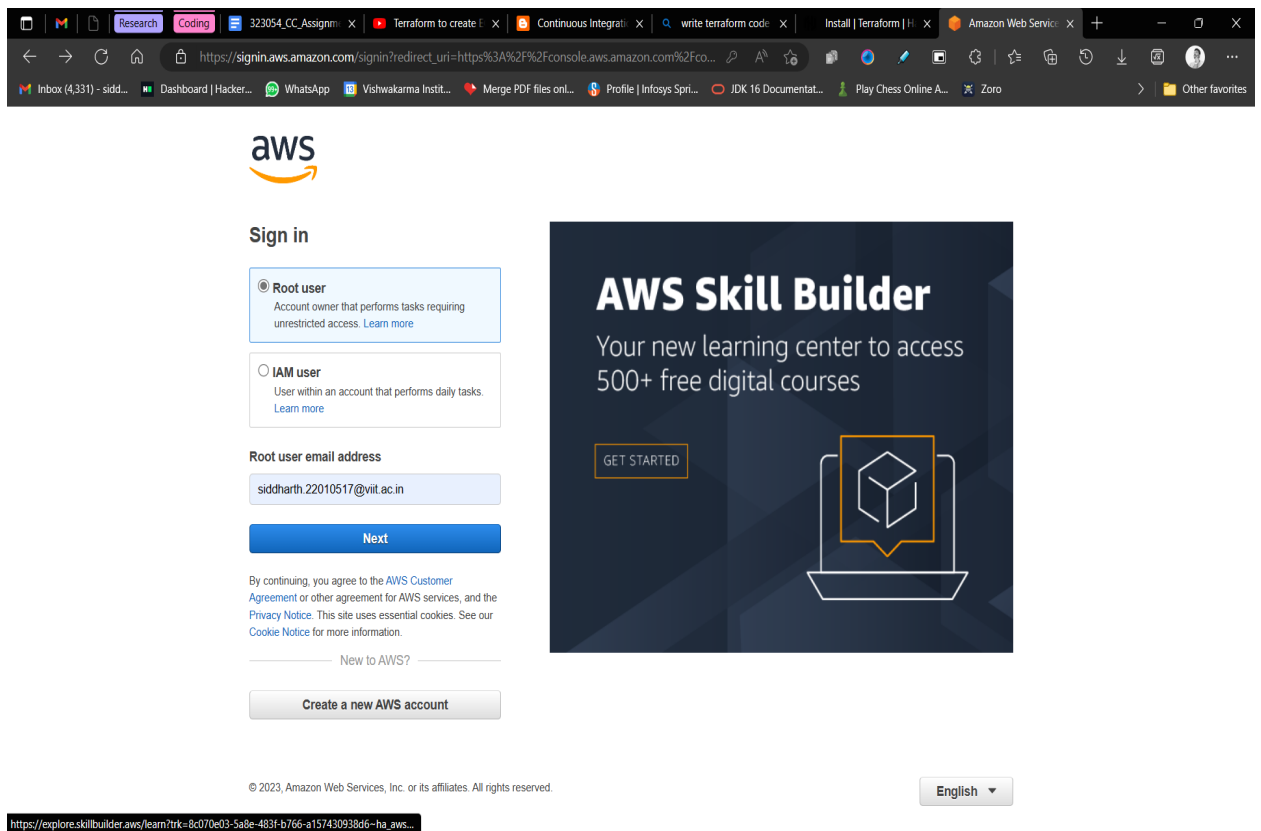 Research
Coding
323054_CC_Assignm
Terraform to create E
Continuous Integrati
write terraform code
Install | Terraform | H
Amazon Web Service
https://signin.aws.amazon.com/signin?redirect_uri=https%3A%2F%2Fconsole.aws.amazon.com%2Fco...
Inbox (4,331) - sidd...
Dashboard | Hacker...
WhatsApp
Vishwakarma Instit...
Merge PDF files onl...
Profile | Infosys Spri...
JDK 16 Documentat...
Play Chess Online A...
Zoro
Other favorites
aws
Sign in
Root user
Account owner that performs tasks requiring
unrestricted access. Learn more
IAM user
User within an account that performs daily tasks.
Learn more
Root user email address
siddharth.22010517@viit.ac.in
Next
By continuing, you agree to the AWS Customer
Agreement or other agreement for AWS services, and the
Privacy Notice. This site uses essential cookies. See our
Cookie Notice for more information.
New to AWS?
Create a new AWS account
AWS Skill Builder
Your new learning center to access
500+ free digital courses
GET STARTED
© 2023, Amazon Web Services, Inc. or its affiliates. All rights reserved.
English
https://explore.skillbuilder.aws/learn?trk=8c070e03-5a8e-483f-b766-a157430938d6~ha_aws...